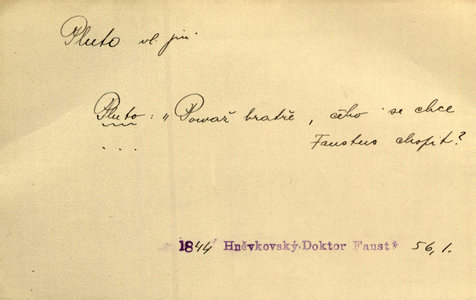 Pluto vl. jm.
Pluto: „Považ bratře, čeho se chce
... Faustus chopit?
1844 Hněvkovský Doktor Faust 56, 1.